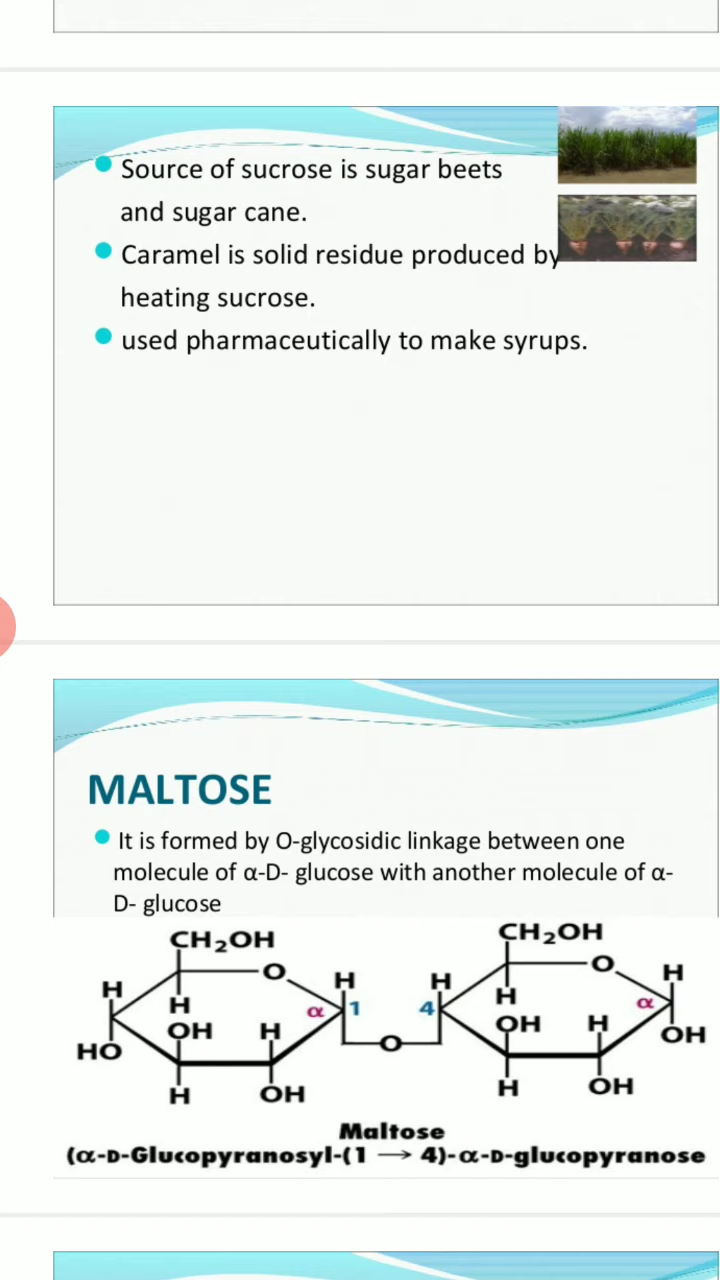 Source of sucrose is sugar beets
and sugar cane.
Caramel is solid residue produced by
heating sucrose.
used pharmaceutically to make syrups.
MALTOSE
It is formed by O-glycosidic linkage between one
molecule of α-D- glucose with another molecule of α-
D- glucose
CH₂OH CH₂OH
O O
H H H H
H α 1 4 H α
OH H OH H OH
HO O
H OH H OH
Maltose
(α-D-Glucopyranosyl-(1 → 4)-α-D-glucopyranose